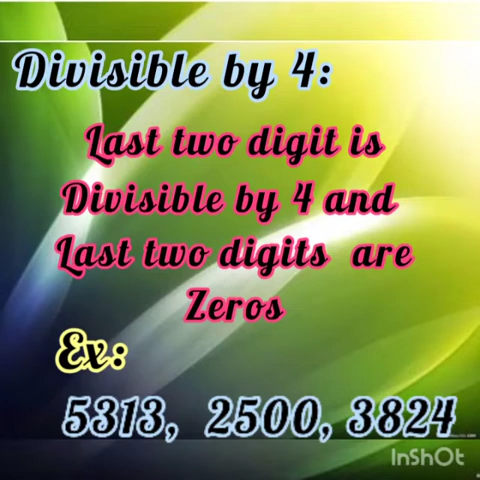 Divisible by 4:
Last two digit is
Divisible by 4 and
Last two digits are
Zeros
Ex:
5313, 2500, 3824
InShOt